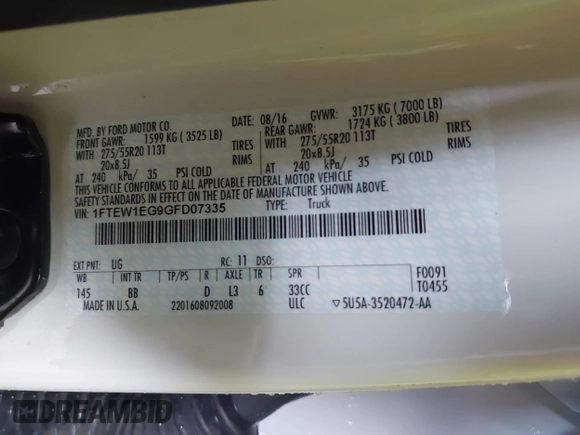 MFD. BY FORD MOTOR CO. DATE: 08/16 GVWR: 3175 KG ( 7000 LB)
FRONT GAWR: 1599 KG ( 3525 LB) REAR GAWR: 1724 KG ( 3800 LB)
WITH 275/55R20 113T TIRES WITH 275/55R20 113T TIRES
20x8.5J RIMS 20x8.5J RIMS
AT 240 kPa/ 35 PSI COLD AT 240 kPa/ 35 PSI COLD
THIS VEHICLE CONFORMS TO ALL APPLICABLE FEDERAL MOTOR VEHICLE
SAFETY STANDARDS IN EFFECT ON THE DATE OF MANUFACTURE SHOWN ABOVE.
VIN: 1FTEW1EG9GFD07335 TYPE: Truck
EXT PNT: UG RC: 11 DSO: F0091
WB INT TR TP/PS R AXLE TR SPR T0455
145 BB D L3 6 33CC
MADE IN U.S.A. 2201608092008 ULC ▽5U5A-3520472-AA
DREAMBID